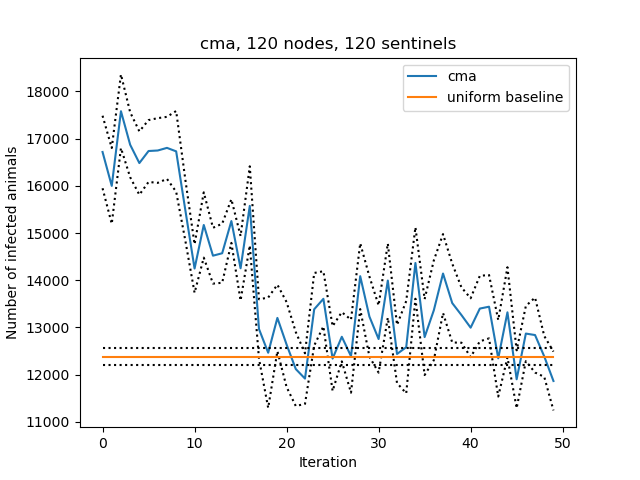 cma, 120 nodes, 120 sentinels
cma
uniform baseline
Number of infected animals
18000
17000
16000
15000
14000
13000
12000
11000
0 10 20 30 40 50
Iteration